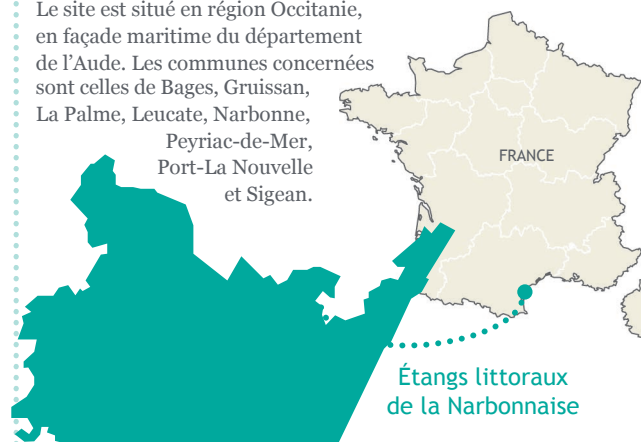 Le site est situé en région Occitanie,
en façade maritime du département
de l’Aude. Les communes concernées
sont celles de Bages, Gruissan,
La Palme, Leucate, Narbonne,
Peyriac-de-Mer,
Port-La Nouvelle
et Sigean.
FRANCE
Étangs littoraux
de la Narbonnaise